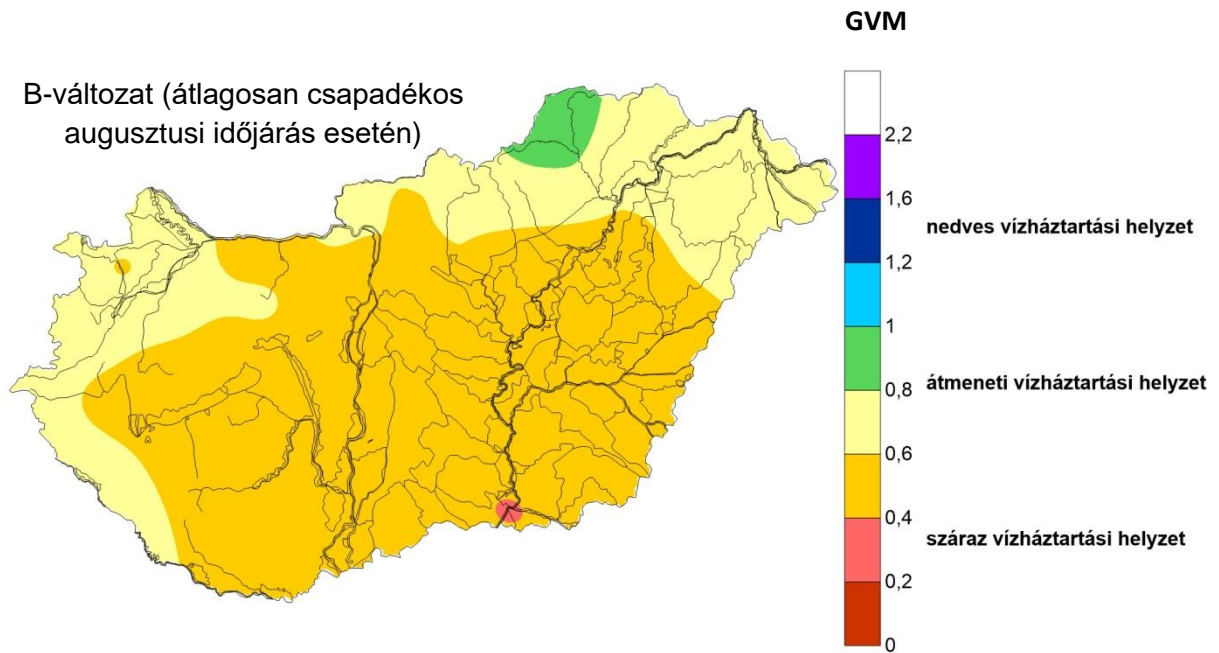 GVM
B-változat (átlagosan csapadékos
augusztusi időjárás esetén)
2,2
1,6
nedves vízháztartási helyzet
1,2
1
átmeneti vízháztartási helyzet
0,8
0,6
0,4
száraz vízháztartási helyzet
0,2
0